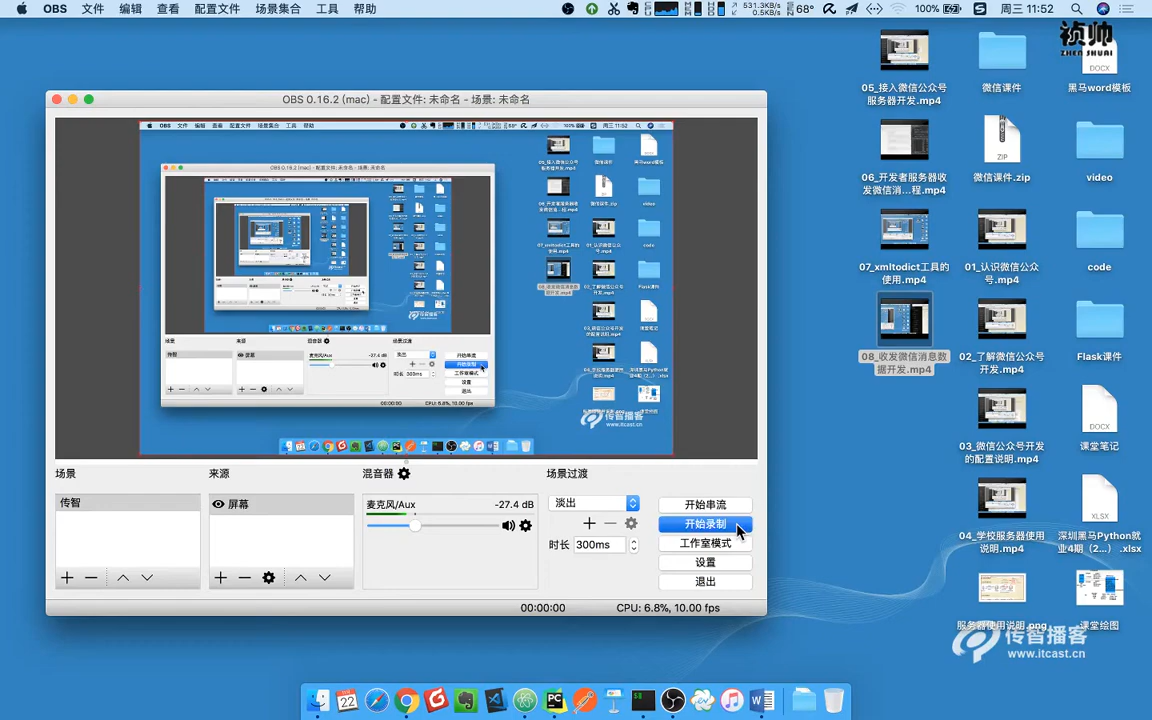 OBS 文件 编辑 查看 配置文件 场景集合 工具 帮助
531.3KB/s
0.5KB/s
68° 100% 周三 11:52
祯帅
ZHEN SHUAI
DOCX
05_接入微信公众号
服务器开发.mp4
微信课件
黑马word模板
ZIP
06_开发者服务器收
发微信消...程.mp4
微信课件.zip
video
07_xmltodict工具的
使用.mp4
01_认识微信公众
号.mp4
code
08_收发微信消息数
据开发.mp4
02_了解微信公众
号.mp4
Flask课件
03_微信公众号开发
的配置说明.mp4
DOCX
课堂笔记
04_学校服务器使用
说明.mp4
XLSX
深圳黑马Python就
业4期（2...） .xlsx
服务器使用说明.png
课堂绘图
传智播客
www.itcast.cn
OBS 0.16.2 (mac) - 配置文件: 未命名 - 场景: 未命名
场景 来源 混音器 场景过渡
传智
屏幕
麦克风/Aux -27.4 dB
淡出
时长 300ms
开始串流
开始录制
工作室模式
设置
退出
00:00:00 CPU: 6.8%, 10.00 fps
22
PC